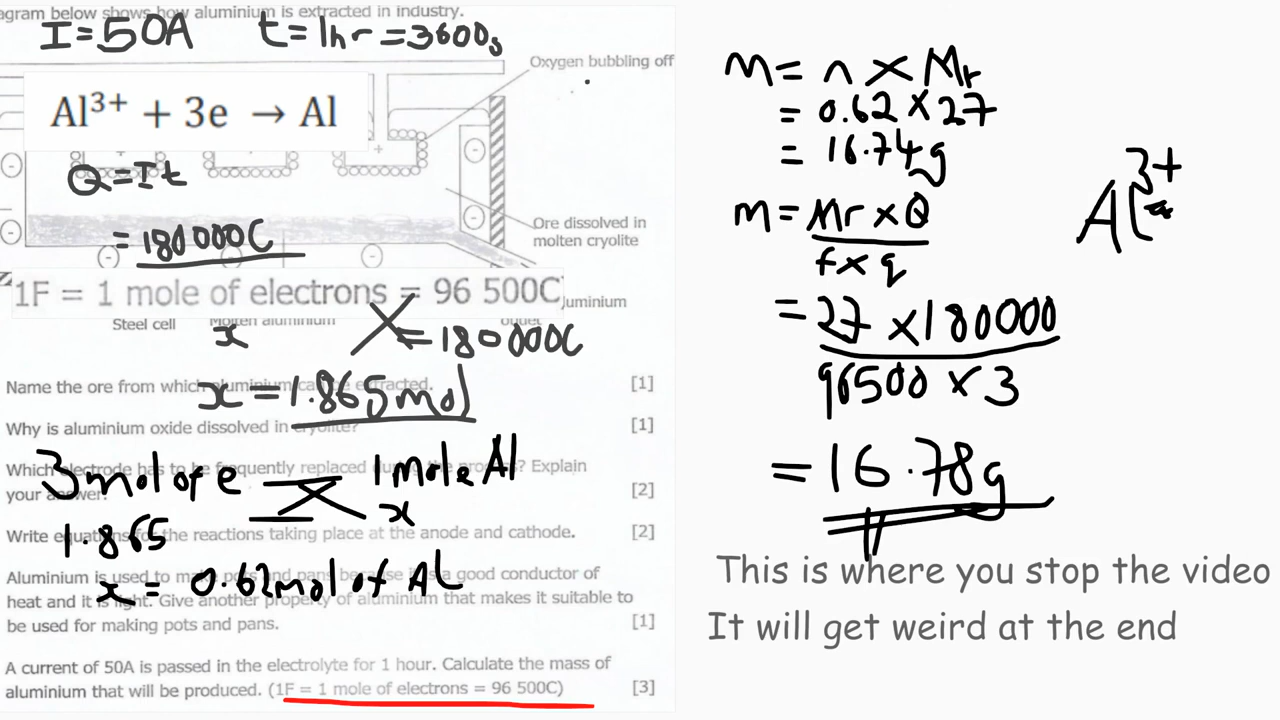 agram below shows how aluminium is extracted in industry.
I=50A t=1hr=3600s
Oxygen bubbling off
Al³⁺ + 3e → Al
Q=It
=180000C
Ore dissolved in
molten cryolite
1F = 1 mole of electrons = 96 500C
uminium
Steel cell Molten aluminium outlet
x =180000C
x=1.865mol
Name the ore from which aluminium can be extracted. [1]
Why is aluminium oxide dissolved in cryolite? [1]
3mol of e 1 mole Al
Which electrode has to be frequently replaced during the process? Explain
your answer. [2]
1.865 x
Write equations for the reactions taking place at the anode and cathode. [2]
x= 0.62mol of Al
Aluminium is used to make pots and pans because it is a good conductor of
heat and it is light. Give another property of aluminium that makes it suitable to
be used for making pots and pans. [1]
A current of 50A is passed in the electrolyte for 1 hour. Calculate the mass of
aluminium that will be produced. (1F = 1 mole of electrons = 96 500C) [3]
m= n × Mr
= 0.62 × 27
= 16.74g
m= Mr × Q
f × q
= 27 × 180000
96500 × 3
= 16.78g
Al³⁺
This is where you stop the video
It will get weird at the end